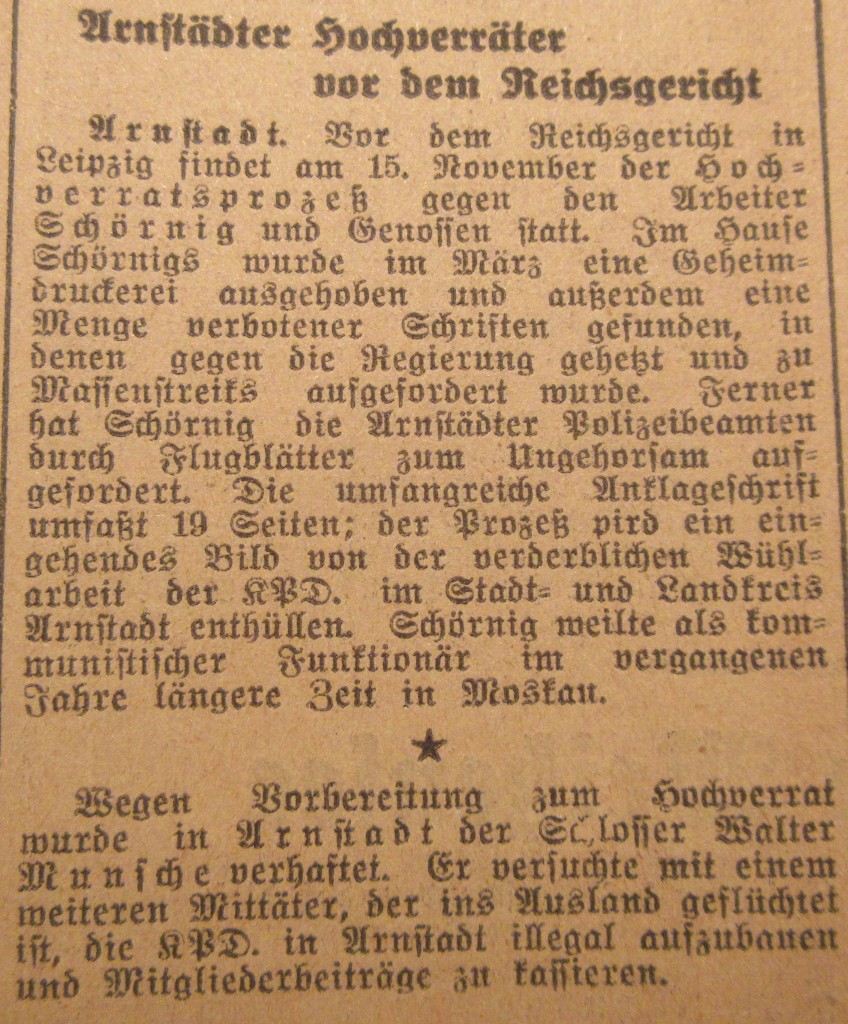 Arnstädter Hochverräter
vor dem Reichsgericht
Arnstadt. Vor dem Reichsgericht in
Leipzig findet am 15. November der Hoch-
verratsprozeß gegen den Arbeiter
Schörnig und Genossen statt. Im Hause
Schörnigs wurde im März eine Geheim-
druckerei ausgehoben und außerdem eine
Menge verbotener Schriften gefunden, in
denen gegen die Regierung gehetzt und zu
Massenstreiks aufgefordert wurde. Ferner
hat Schörnig die Arnstädter Polizeibeamten
durch Flugblätter zum Ungehorsam auf-
gefordert. Die umfangreiche Anklageschrift
umfaßt 19 Seiten; der Prozeß pird ein ein-
gehendes Bild von der verderblichen Wühl-
arbeit der KPD. im Stadt- und Landkreis
Arnstadt enthüllen. Schörnig weilte als kom-
munistischer Funktionär im vergangenen
Jahre längere Zeit in Moskau.
★
Wegen Vorbereitung zum Hochverrat
wurde in Arnstadt der Schlosser Walter
Munsche verhaftet. Er versuchte mit einem
weiteren Mittäter, der ins Ausland geflüchtet
ist, die KPD. in Arnstadt illegal aufzubauen
und Mitgliederbeiträge zu kassieren.